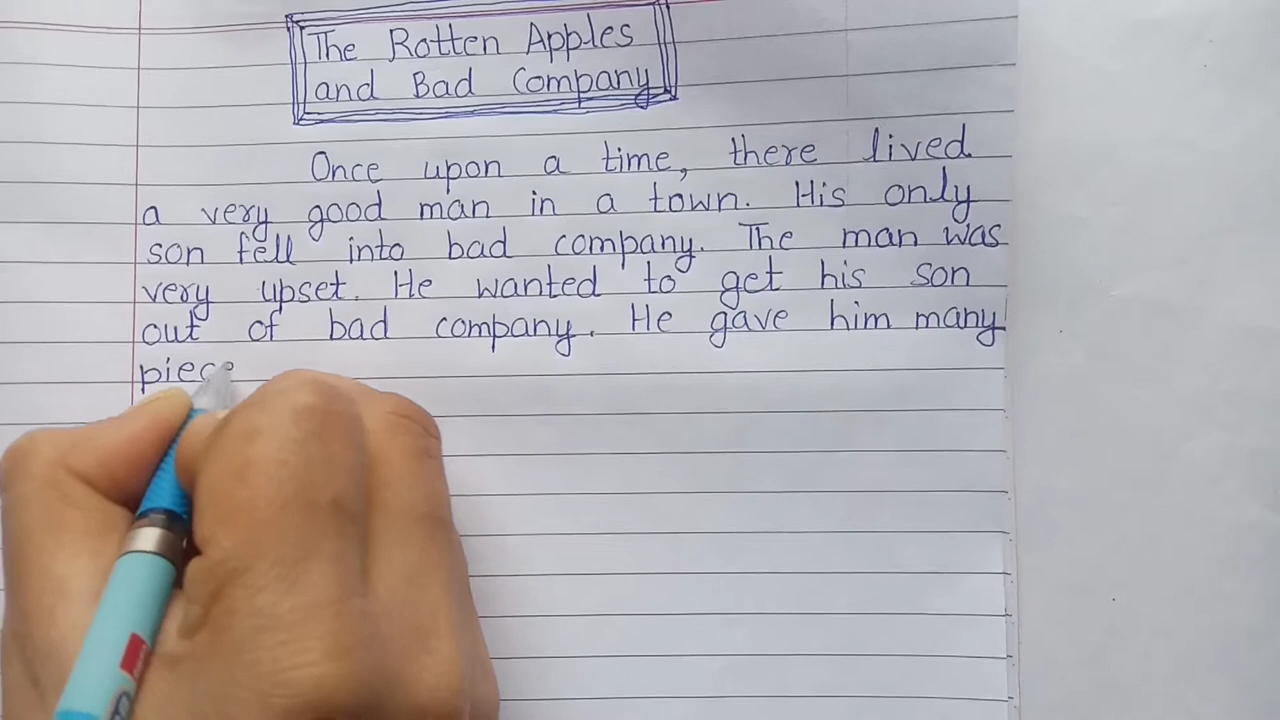 The Rotten Apples
and Bad Company
Once upon a time, there lived
a very good man in a town. His only
son fell into bad company. The man was
very upset. He wanted to get his son
out of bad company. He gave him many
piece